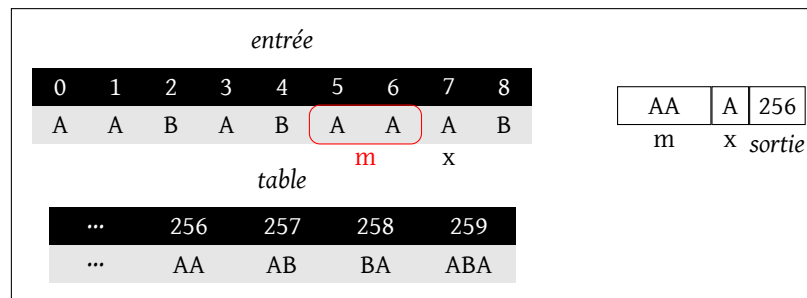 entrée
0 1 2 3 4 5 6 7 8
A A B A B A A A B
m x
table
... 256 257 258 259
... AA AB BA ABA
AA A 256
m x sortie